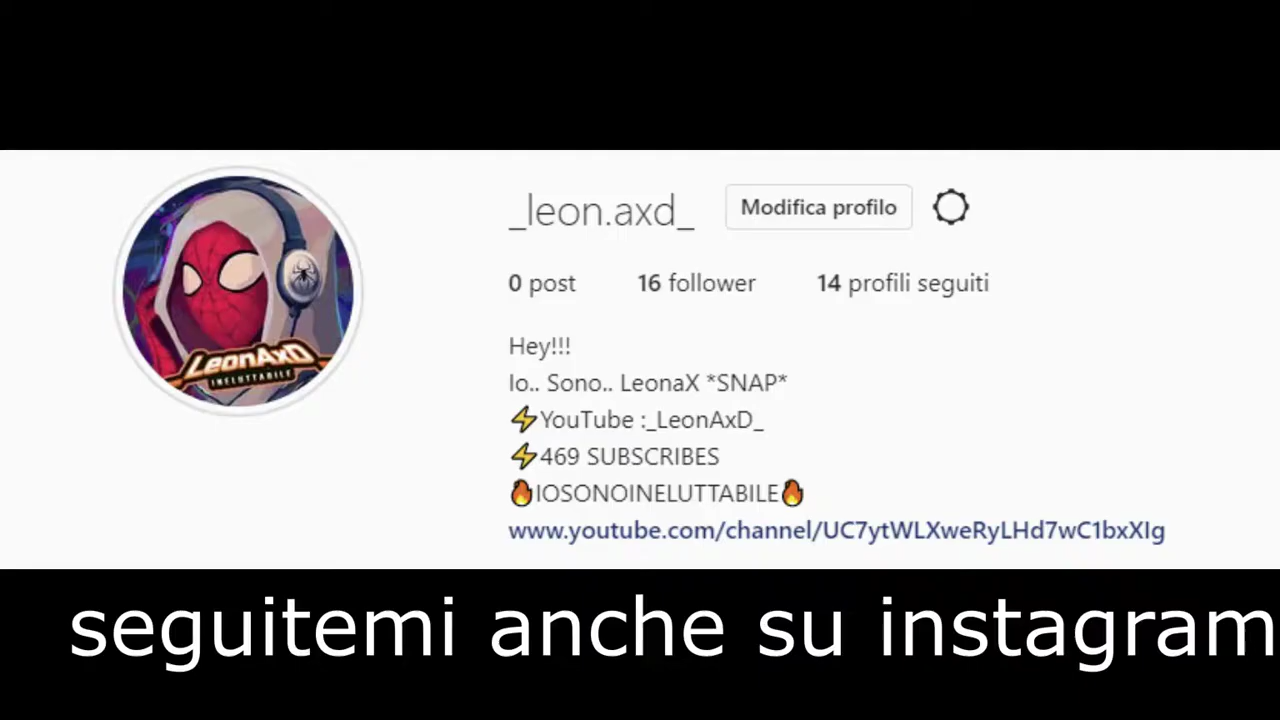 _leon.axd_ Modifica profilo
0 post 16 follower 14 profili seguiti
Hey!!!
Io.. Sono.. LeonaX *SNAP*
⚡YouTube :_LeonAxD_
⚡469 SUBSCRIBES
🔥IOSONOINELUTTABILE🔥
www.youtube.com/channel/UC7ytWLXweRyLHd7wC1bxXIg
LeonAxD
INELUTTABILE
seguitemi anche su instagram